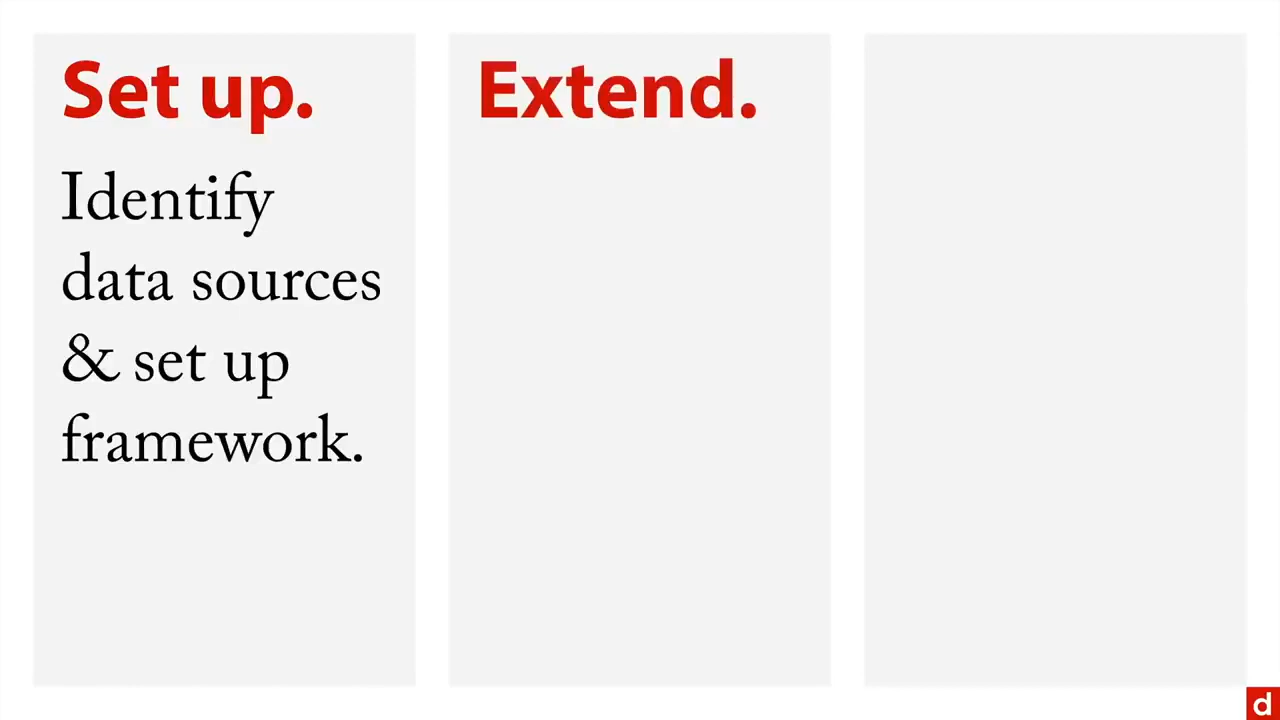 Set up.
Identify
data sources
& set up
framework.
Extend.
d